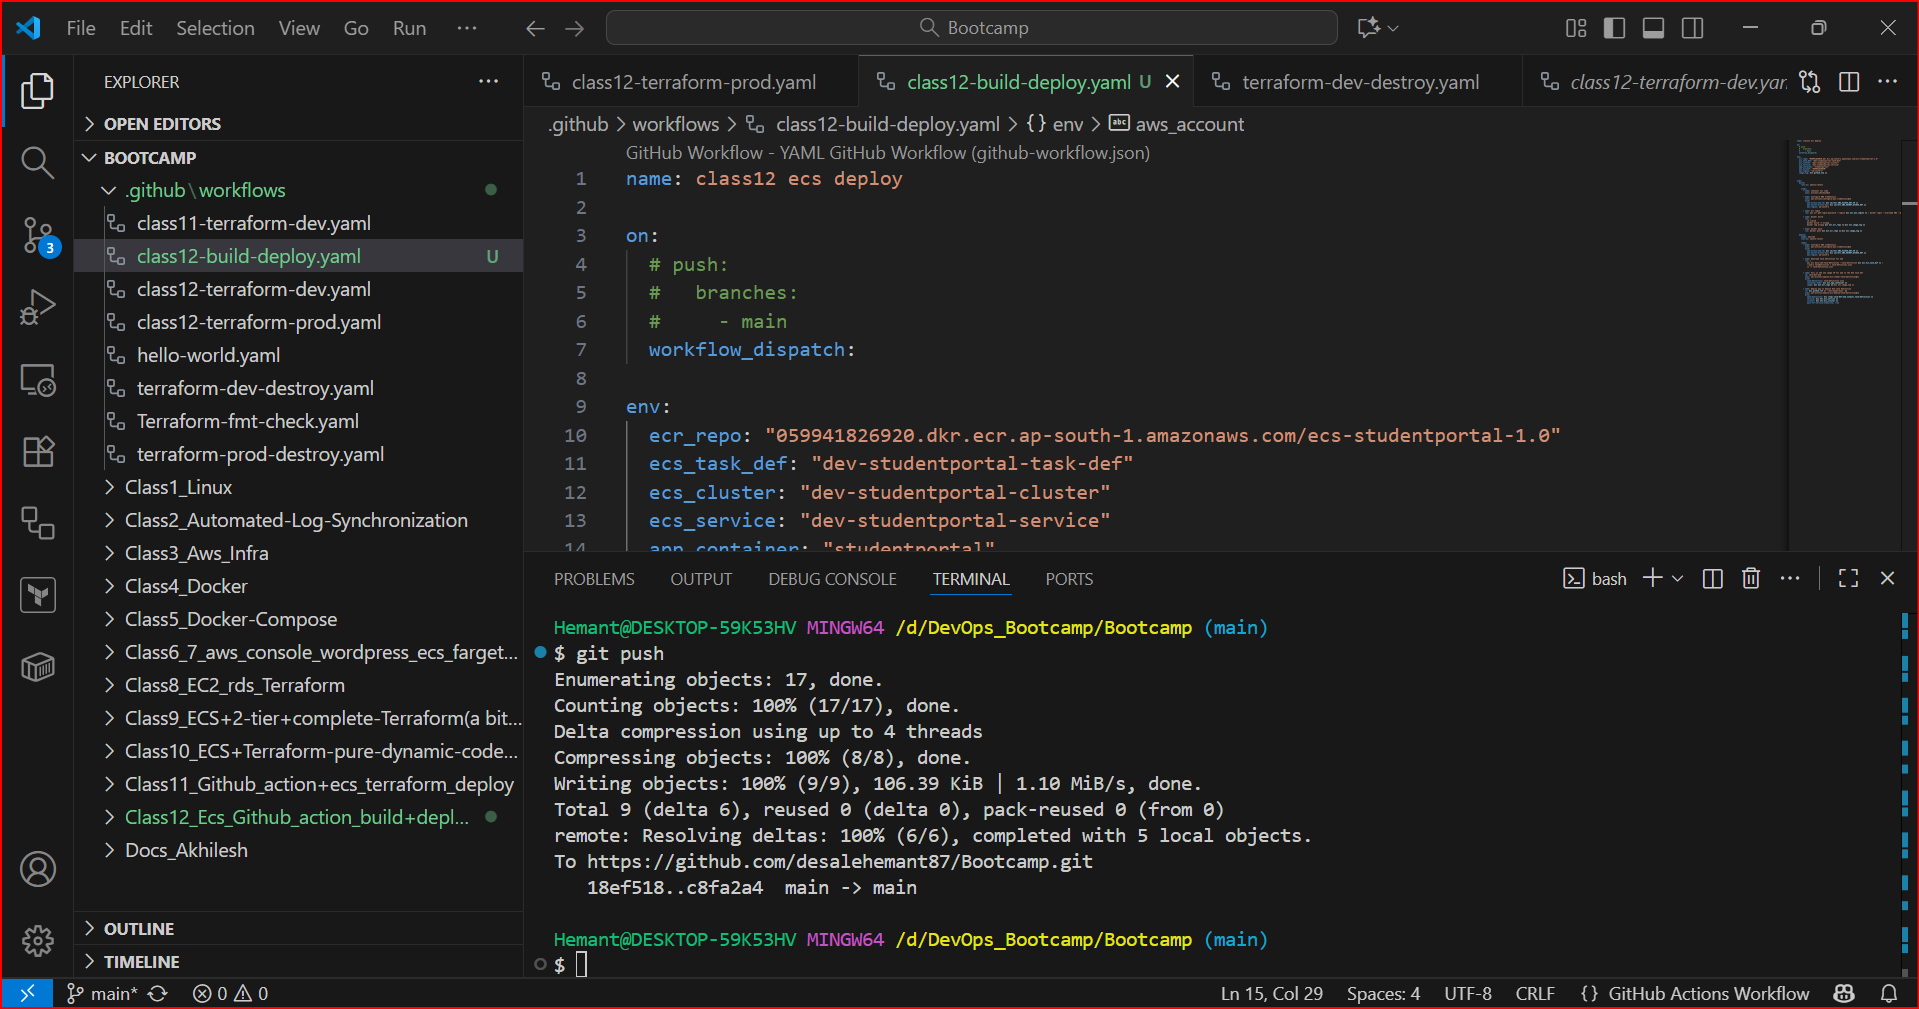 File Edit Selection View Go Run ··· Bootcamp
EXPLORER
OPEN EDITORS
BOOTCAMP
.github\workflows
class11-terraform-dev.yaml
class12-build-deploy.yaml U
class12-terraform-dev.yaml
class12-terraform-prod.yaml
hello-world.yaml
terraform-dev-destroy.yaml
Terraform-fmt-check.yaml
terraform-prod-destroy.yaml
Class1_Linux
Class2_Automated-Log-Synchronization
Class3_Aws_Infra
Class4_Docker
Class5_Docker-Compose
Class6_7_aws_console_wordpress_ecs_farget...
Class8_EC2_rds_Terraform
Class9_ECS+2-tier+complete-Terraform(a bit...
Class10_ECS+Terraform-pure-dynamic-code...
Class11_Github_action+ecs_terraform_deploy
Class12_Ecs_Github_action_build+depl...
Docs_Akhilesh
OUTLINE
TIMELINE
3
class12-terraform-prod.yaml class12-build-deploy.yaml U terraform-dev-destroy.yaml class12-terraform-dev.yar
.github > workflows > class12-build-deploy.yaml > {} env > abc aws_account
GitHub Workflow - YAML GitHub Workflow (github-workflow.json)
1 name: class12 ecs deploy
2
3 on:
4 # push:
5 # branches:
6 # - main
7 workflow_dispatch:
8
9 env:
10 ecr_repo: "059941826920.dkr.ecr.ap-south-1.amazonaws.com/ecs-studentportal-1.0"
11 ecs_task_def: "dev-studentportal-task-def"
12 ecs_cluster: "dev-studentportal-cluster"
13 ecs_service: "dev-studentportal-service"
14 app_container: "studentportal"
PROBLEMS OUTPUT DEBUG CONSOLE TERMINAL PORTS bash
Hemant@DESKTOP-59K53HV MINGW64 /d/DevOps_Bootcamp/Bootcamp (main)
$ git push
Enumerating objects: 17, done.
Counting objects: 100% (17/17), done.
Delta compression using up to 4 threads
Compressing objects: 100% (8/8), done.
Writing objects: 100% (9/9), 106.39 KiB | 1.10 MiB/s, done.
Total 9 (delta 6), reused 0 (delta 0), pack-reused 0 (from 0)
remote: Resolving deltas: 100% (6/6), completed with 5 local objects.
To https://github.com/desalehemant87/Bootcamp.git
18ef518..c8fa2a4 main -> main
Hemant@DESKTOP-59K53HV MINGW64 /d/DevOps_Bootcamp/Bootcamp (main)
$
main* 0 0 Ln 15, Col 29 Spaces: 4 UTF-8 CRLF {} GitHub Actions Workflow